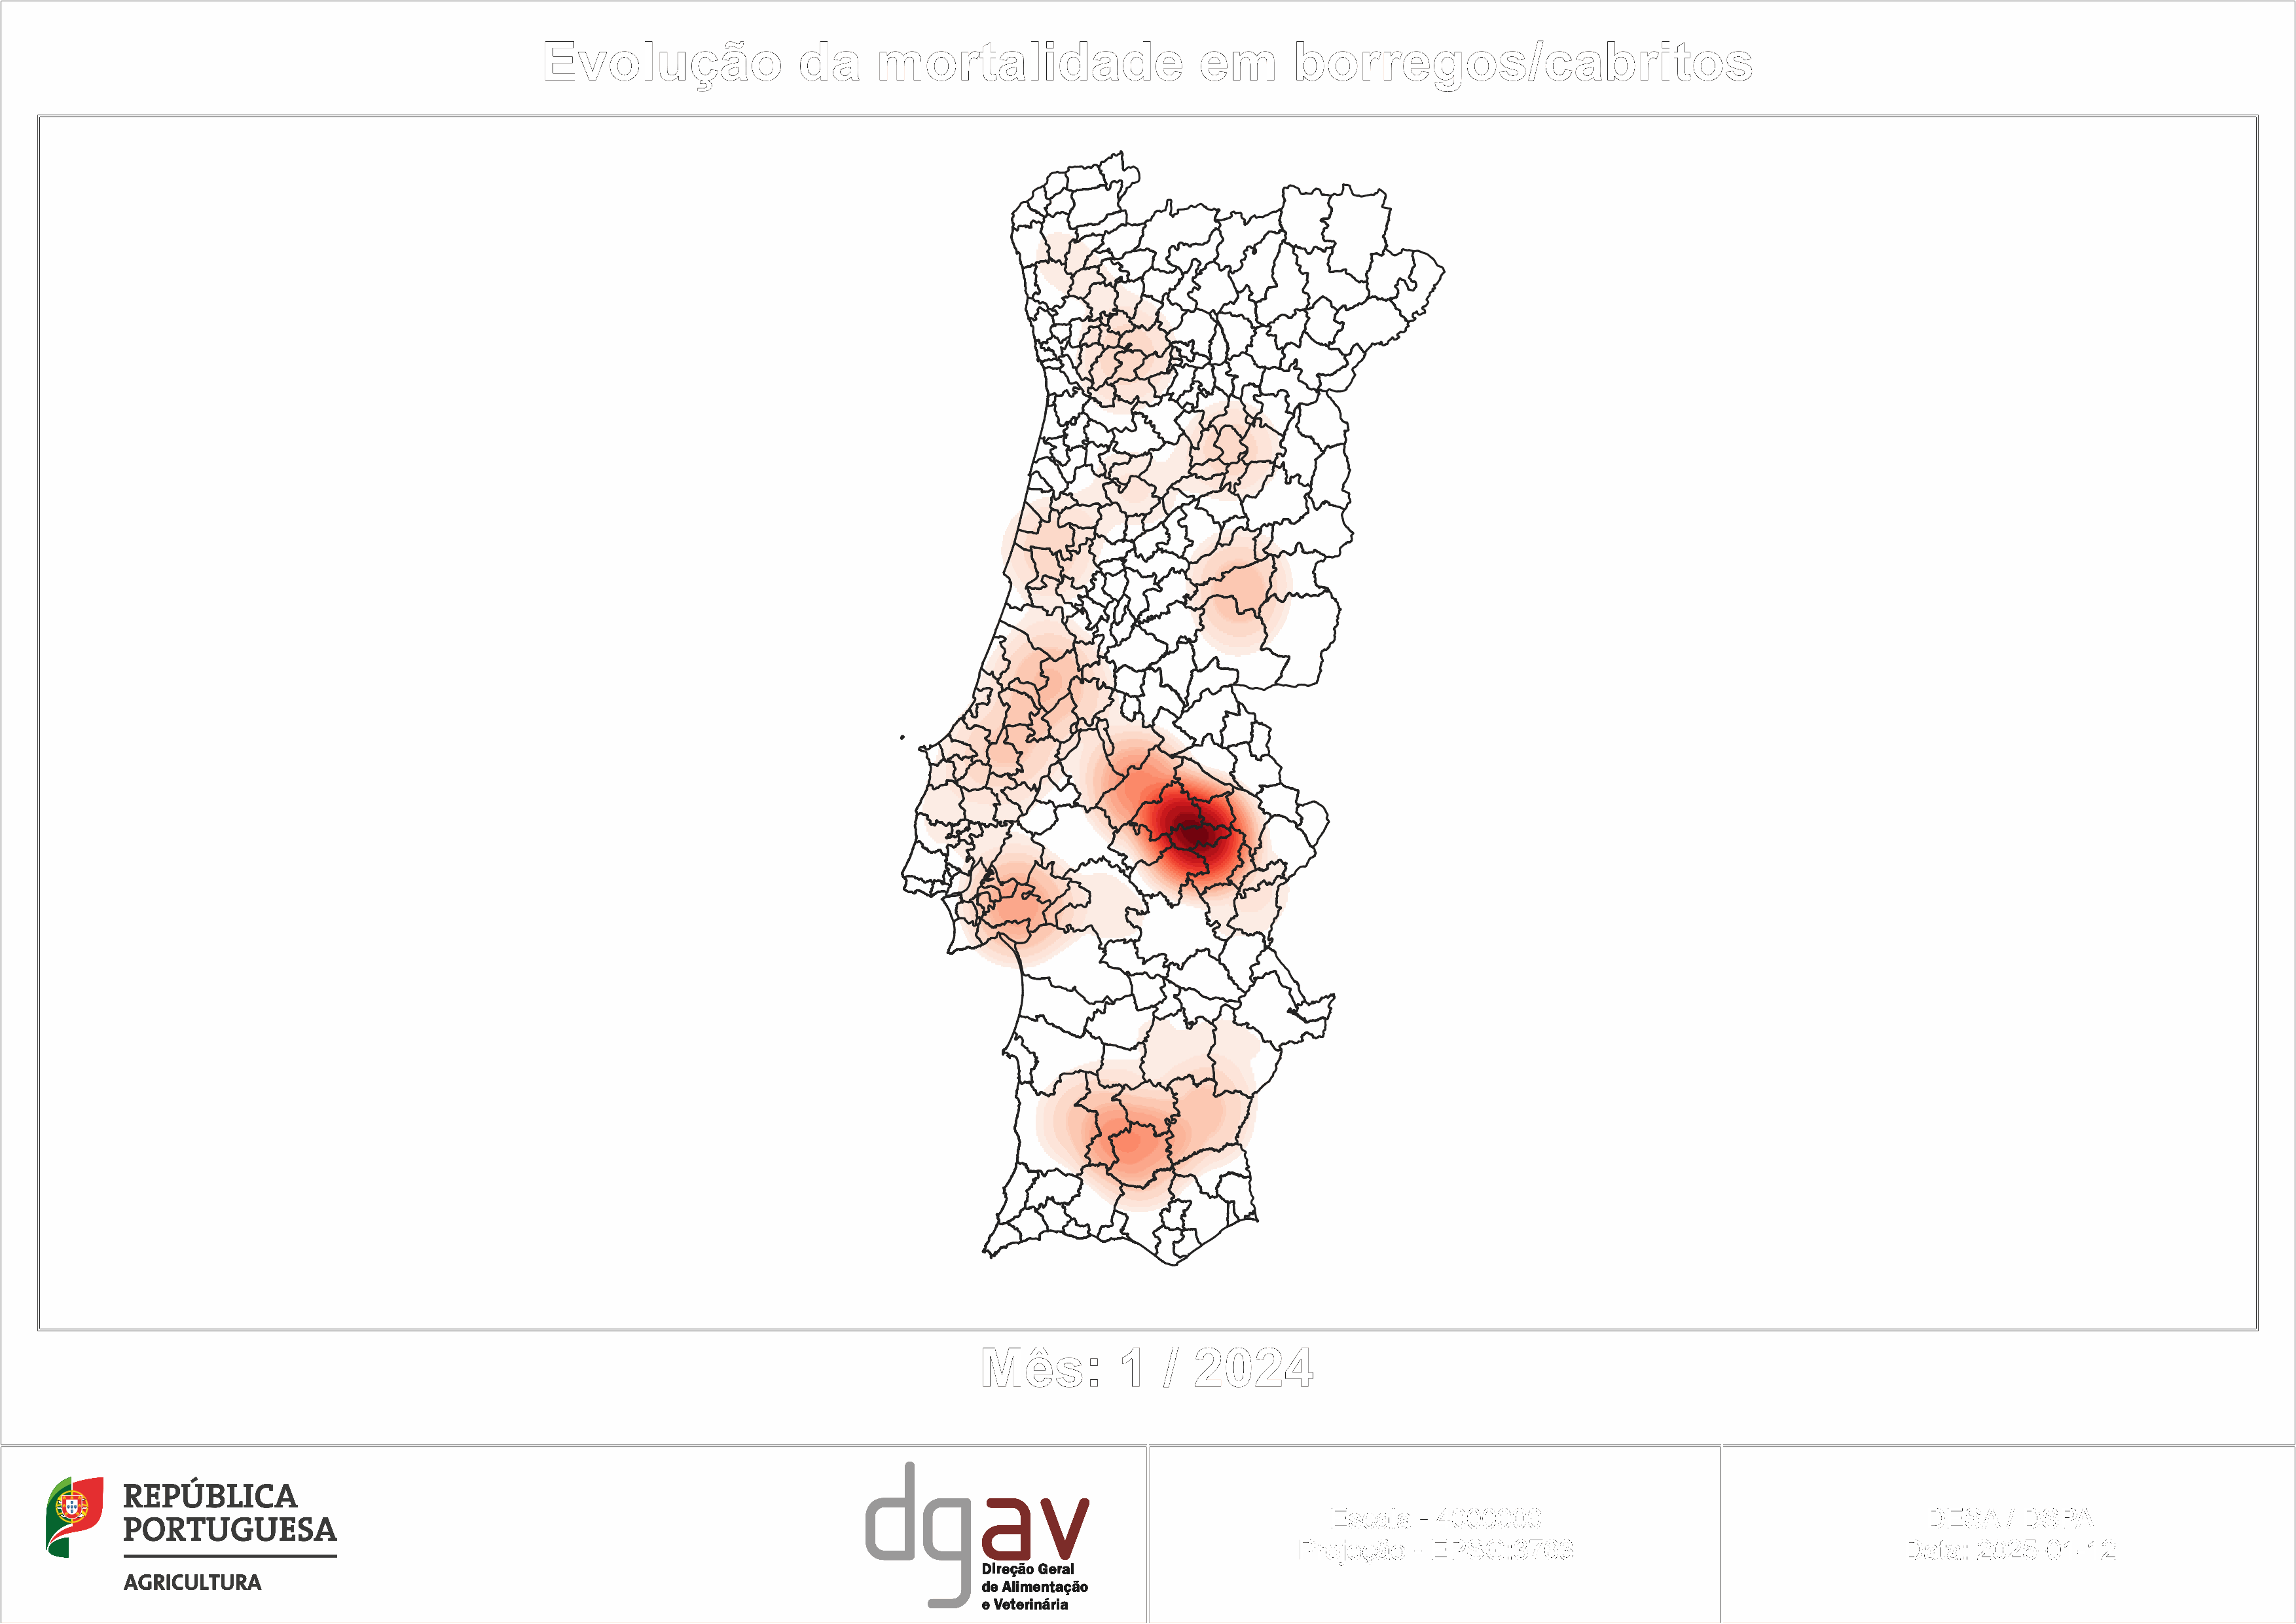 Evolução da mortalidade em borregos/cabritos
Mês: 1 / 2024
REPÚBLICA
PORTUGUESA
AGRICULTURA
dgav
Direção Geral
de Alimentação
e Veterinária
Escala -
Projeção - EPSG:3763
DESA / DSPA
Data: 2025-01-12